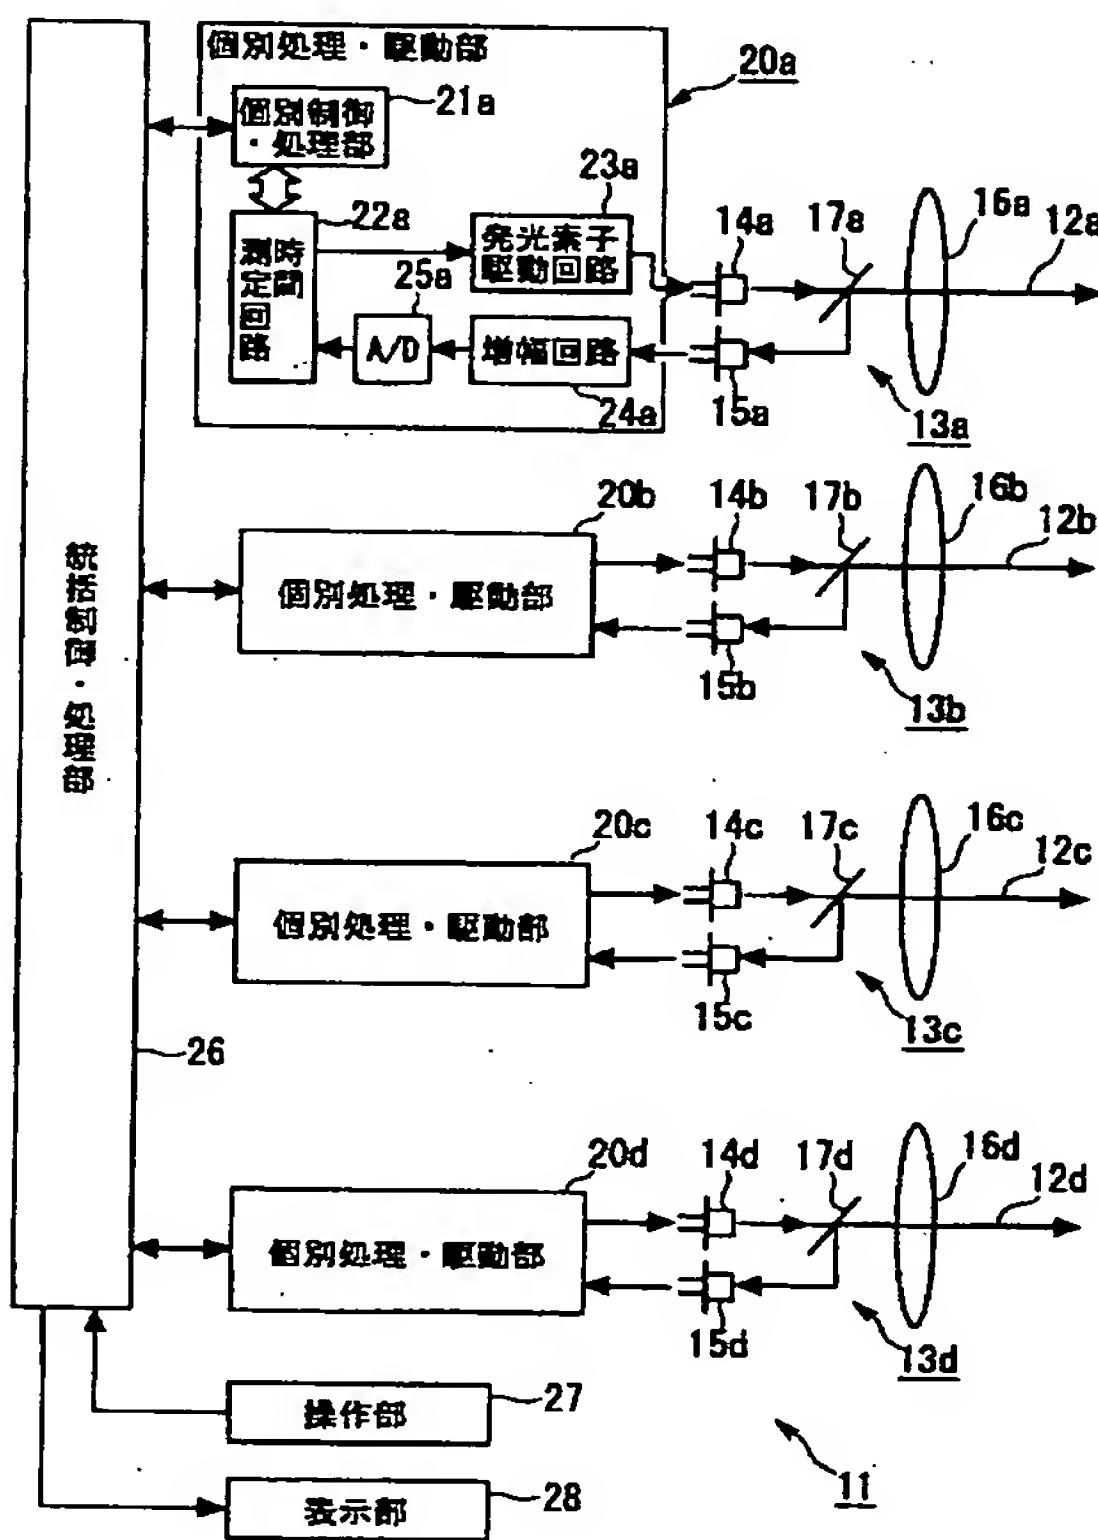 個別処理・駆動部
20a
個別制御
・処理部
21a
22a
時間
測定回路
23a
発光素子
駆動回路
25a
A/D
増幅回路
24a
14a
17a
16a
12a
15a
13a
統括制御・処理部
20b
個別処理・駆動部
14b
17b
16b
12b
15b
13b
20c
個別処理・駆動部
14c
17c
16c
12c
15c
13c
26
20d
個別処理・駆動部
14d
17d
16d
12d
15d
13d
操作部
27
表示部
28
11